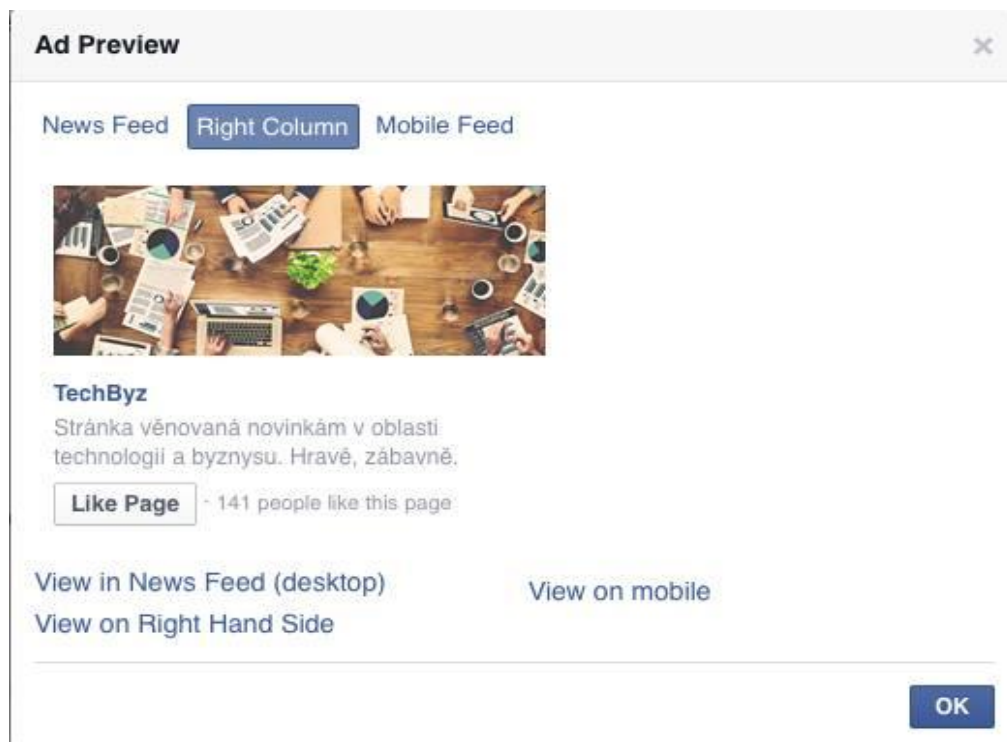 Ad Preview ×
News Feed Right Column Mobile Feed
TechByz
Stránka věnovaná novinkám v oblasti
technologií a byznysu. Hravě, zábavně.
Like Page · 141 people like this page
View in News Feed (desktop) View on mobile
View on Right Hand Side
OK